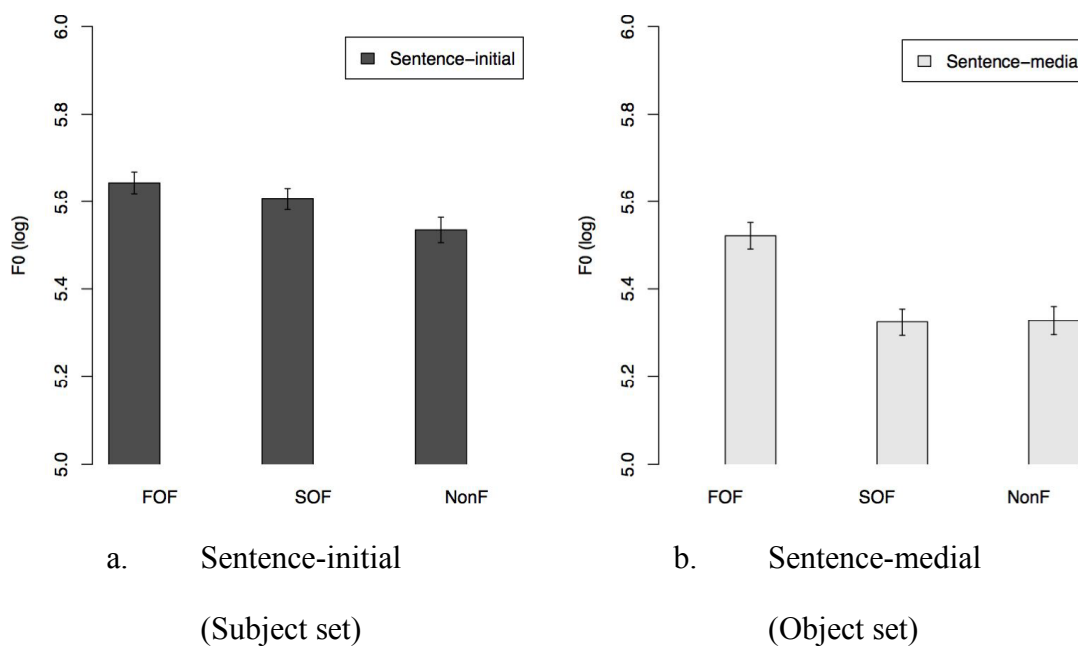 6.0
5.8
5.6
5.4
5.2
5.0
F0 (log)
Sentence-initial
FOF SOF NonF
a. Sentence-initial
(Subject set)
6.0
5.8
5.6
5.4
5.2
5.0
F0 (log)
Sentence-medial
FOF SOF NonF
b. Sentence-medial
(Object set)